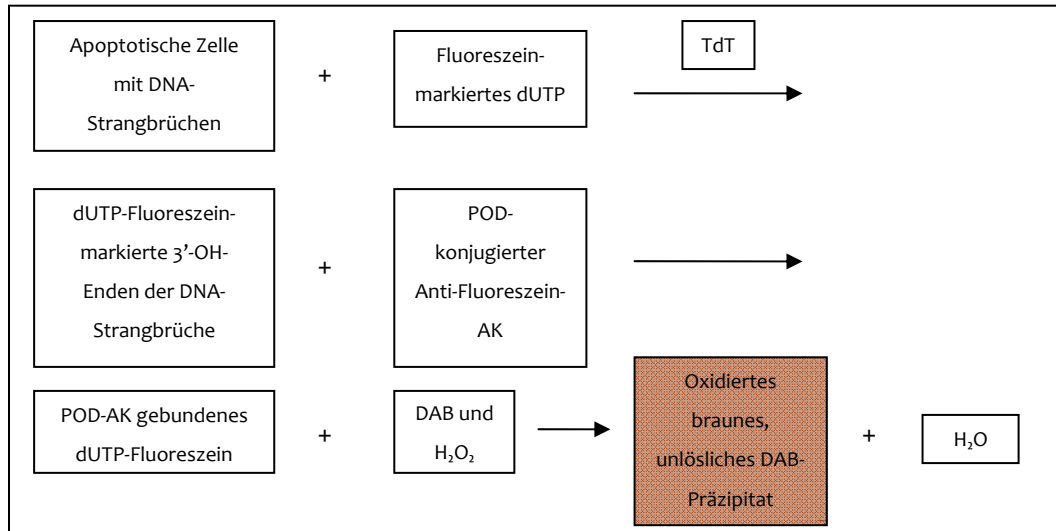 Apoptotische Zelle
mit DNA-
Strangbrüchen
+
Fluoreszein-
markiertes dUTP
TdT
dUTP-Fluoreszein-
markierte 3’-OH-
Enden der DNA-
Strangbrüche
+
POD-
konjugierter
Anti-Fluoreszein-
AK
POD-AK gebundenes
dUTP-Fluoreszein
+
DAB und
H₂O₂
Oxidiertes
braunes,
unlösliches DAB-
Präzipitat
+
H₂O